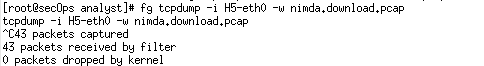 [root@secOps analyst]# fg tcpdump -i H5-eth0 -w nimda.download.pcap
tcpdump -i H5-eth0 -w nimda.download.pcap
^C43 packets captured
43 packets received by filter
0 packets dropped by kernel